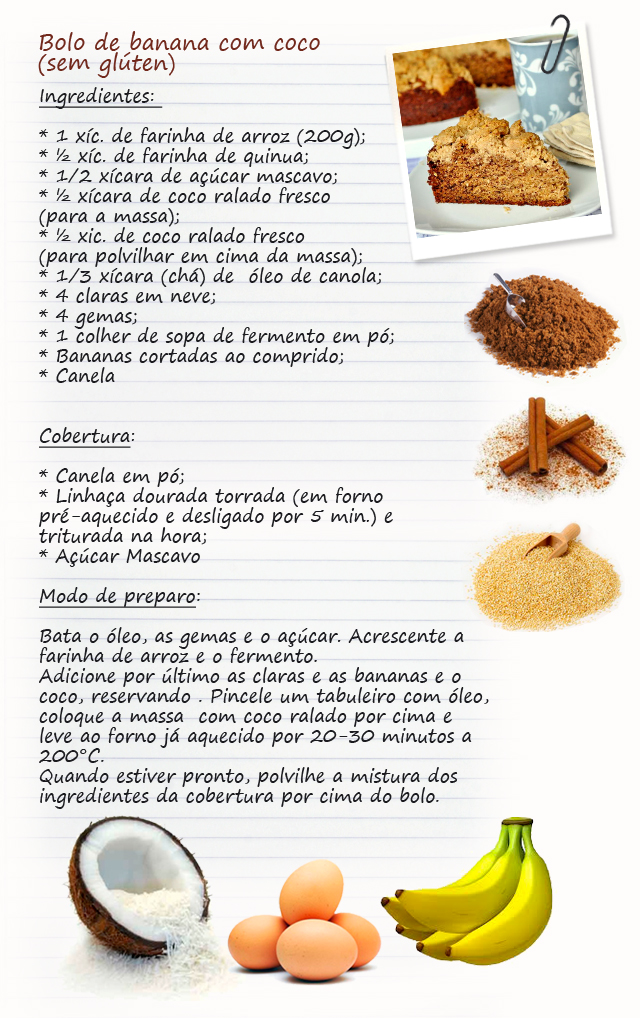 Bolo de banana com coco
(sem glúten)
Ingredientes:
* 1 xíc. de farinha de arroz (200g);
* ½ xíc. de farinha de quinua;
* 1/2 xícara de açúcar mascavo;
* ½ xícara de coco ralado fresco
(para a massa);
* ½ xic. de coco ralado fresco
(para polvilhar em cima da massa);
* 1/3 xícara (chá) de óleo de canola;
* 4 claras em neve;
* 4 gemas;
* 1 colher de sopa de fermento em pó;
* Bananas cortadas ao comprido;
* Canela
Cobertura:
* Canela em pó;
* Linhaça dourada torrada (em forno
pré-aquecido e desligado por 5 min.) e
triturada na hora;
* Açúcar Mascavo
Modo de preparo:
Bata o óleo, as gemas e o açúcar. Acrescente a
farinha de arroz e o fermento.
Adicione por último as claras e as bananas e o
coco, reservando . Pincele um tabuleiro com óleo,
coloque a massa com coco ralado por cima e
leve ao forno já aquecido por 20-30 minutos a
200°C.
Quando estiver pronto, polvilhe a mistura dos
ingredientes da cobertura por cima do bolo.